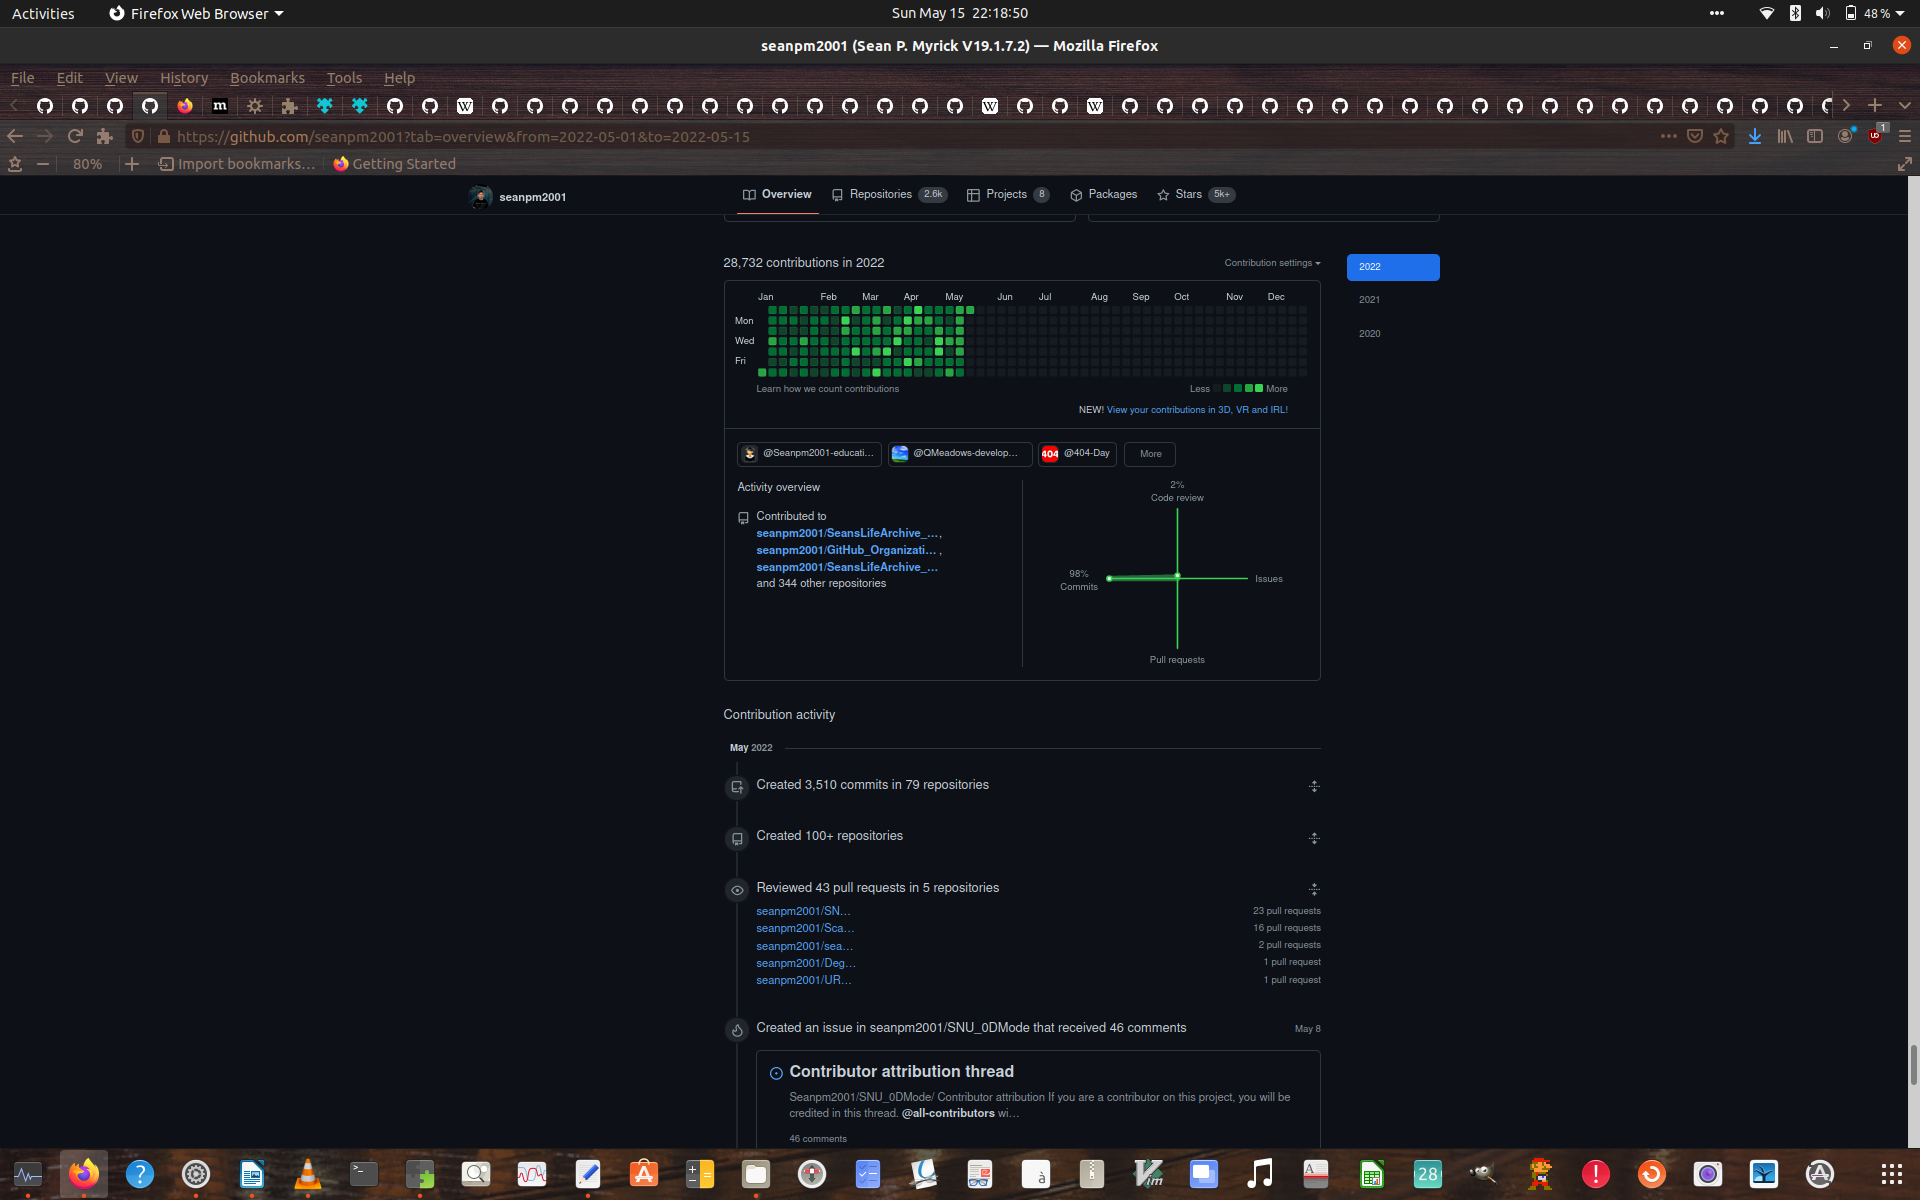 Activities
Firefox Web Browser
Sun May 15 22:18:50
48 %
seanpm2001 (Sean P. Myrick V19.1.7.2) — Mozilla Firefox
File Edit View History Bookmarks Tools Help
https://github.com/seanpm2001?tab=overview&from=2022-05-01&to=2022-05-15
1
80%
Import bookmarks…
Getting Started
seanpm2001
Overview
Repositories 2.6k
Projects 8
Packages
Stars 5k+
28,732 contributions in 2022
Contribution settings
2022
2021
2020
Jan Feb Mar Apr May Jun Jul Aug Sep Oct Nov Dec
Mon
Wed
Fri
Learn how we count contributions
Less More
NEW! View your contributions in 3D, VR and IRL!
@Seanpm2001-educati…
@QMeadows-develop…
404 @404-Day
More
Activity overview
Contributed to
seanpm2001/SeansLifeArchive_… ,
seanpm2001/GitHub_Organizati… ,
seanpm2001/SeansLifeArchive_…
and 344 other repositories
2%
Code review
98%
Commits
Issues
Pull requests
Contribution activity
May 2022
Created 3,510 commits in 79 repositories
Created 100+ repositories
Reviewed 43 pull requests in 5 repositories
seanpm2001/SN… 23 pull requests
seanpm2001/Sca… 16 pull requests
seanpm2001/sea… 2 pull requests
seanpm2001/Deg… 1 pull request
seanpm2001/UR… 1 pull request
Created an issue in seanpm2001/SNU_0DMode that received 46 comments May 8
Contributor attribution thread
Seanpm2001/SNU_0DMode/ Contributor attribution If you are a contributor on this project, you will be
credited in this thread. @all-contributors wi…
46 comments
28